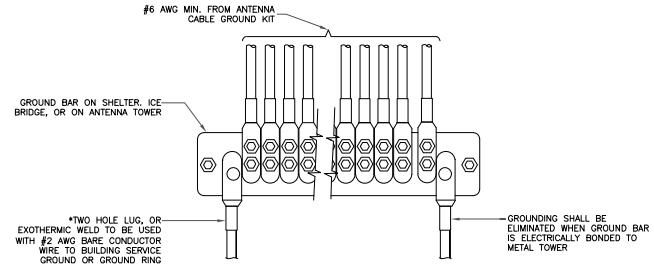 #6 AWG MIN. FROM ANTENNA
CABLE GROUND KIT
GROUND BAR ON SHELTER. ICE
BRIDGE, OR ON ANTENNA TOWER
*TWO HOLE LUG, OR
EXOTHERMIC WELD TO BE USED
WITH #2 AWG BARE CONDUCTOR
WIRE TO BUILDING SERVICE
GROUND OR GROUND RING
GROUNDING SHALL BE
ELIMINATED WHEN GROUND BAR
IS ELECTRICALLY BONDED TO
METAL TOWER